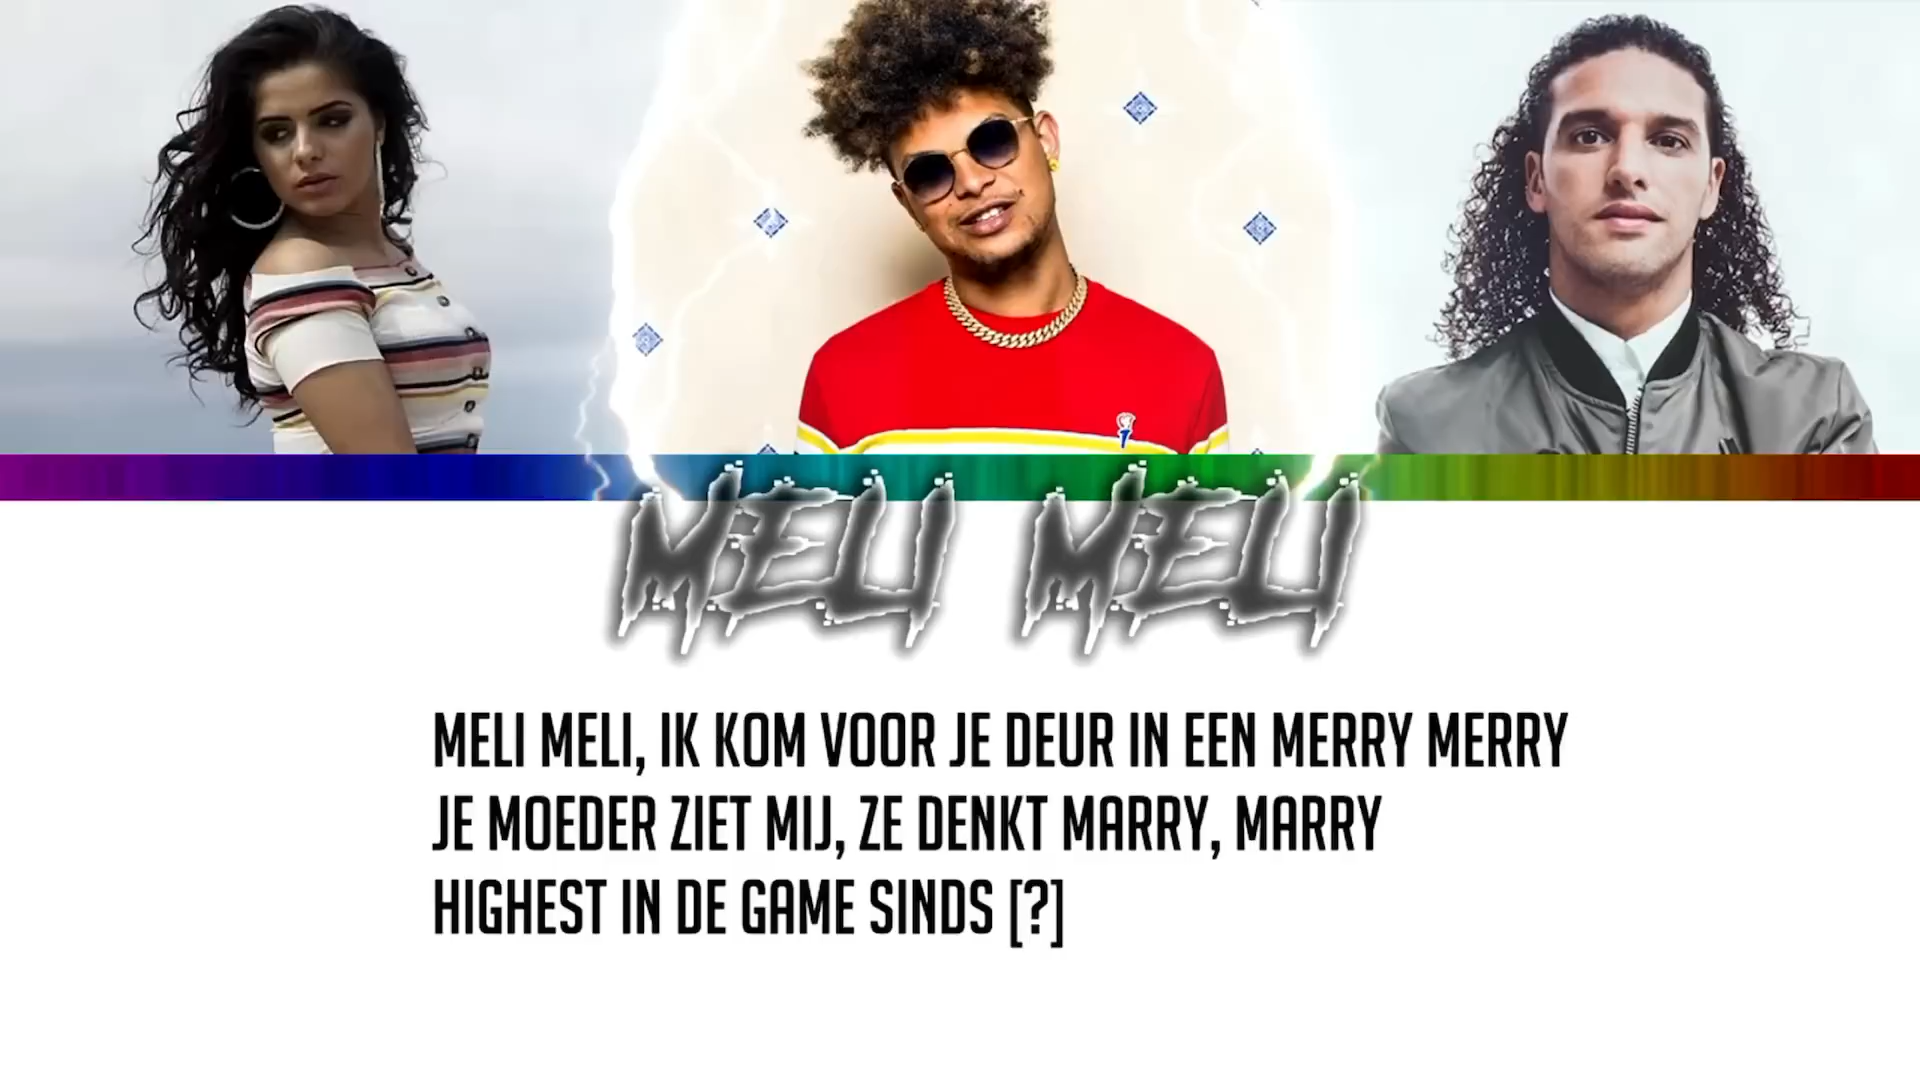 MELI MELI
MELI MELI, IK KOM VOOR JE DEUR IN EEN MERRY MERRY
JE MOEDER ZIET MIJ, ZE DENKT MARRY, MARRY
HIGHEST IN DE GAME SINDS [?]